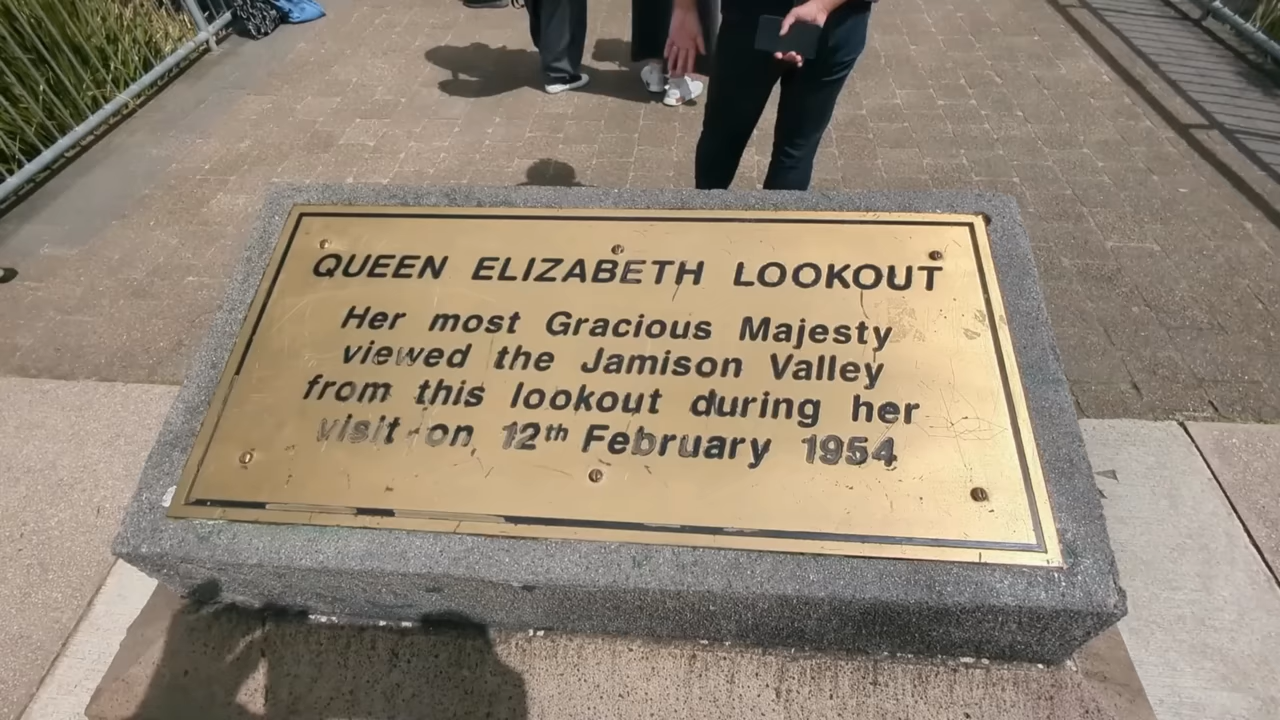 QUEEN ELIZABETH LOOKOUT
Her most Gracious Majesty
viewed the Jamison Valley
from this lookout during her
visit on 12th February 1954